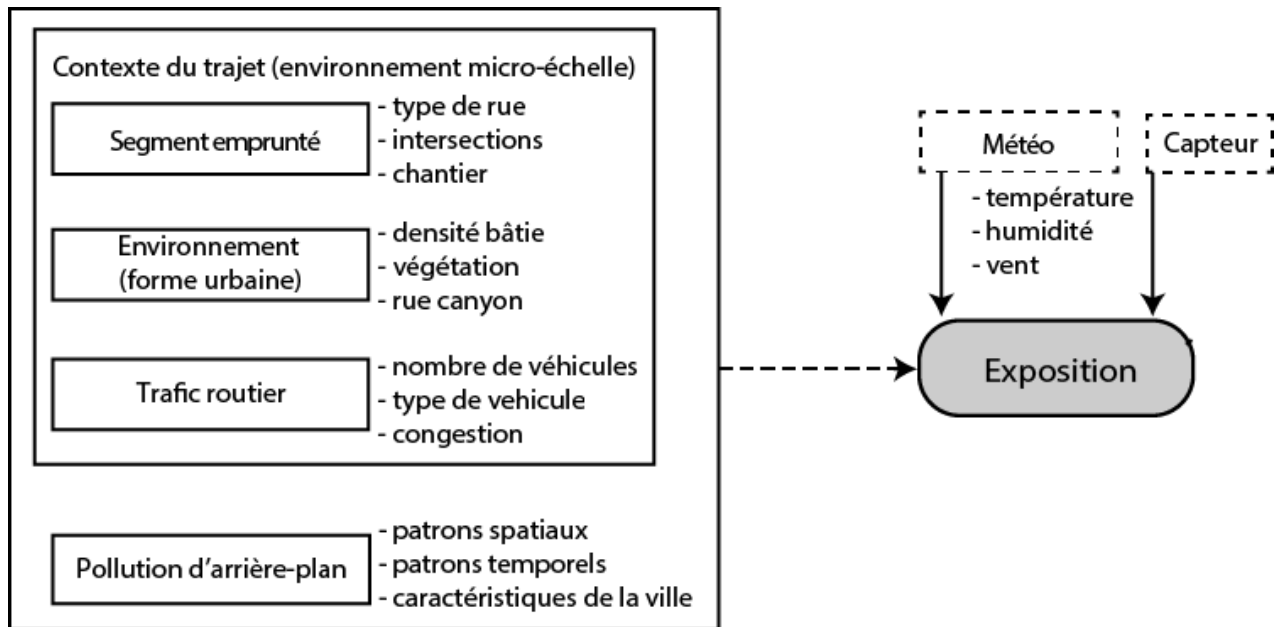 Contexte du trajet (environnement micro-échelle)
Segment emprunté
- type de rue
- intersections
- chantier
Environnement
(forme urbaine)
- densité bâtie
- végétation
- rue canyon
Trafic routier
- nombre de véhicules
- type de vehicule
- congestion
Pollution d'arrière-plan
- patrons spatiaux
- patrons temporels
- caractéristiques de la ville
Météo
Capteur
- température
- humidité
- vent
Exposition